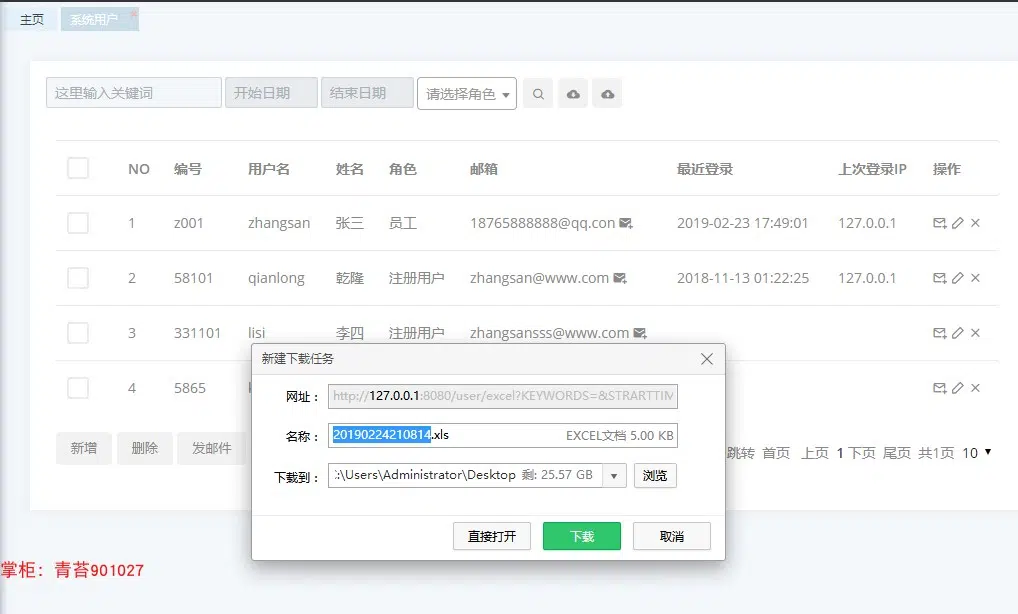 主页 系统用户
这里输入关键词 开始日期 结束日期 请选择角色
NO 编号 用户名 姓名 角色 邮箱 最近登录 上次登录IP 操作
1 z001 zhangsan 张三 员工 18765888888@qq.con 2019-02-23 17:49:01 127.0.0.1
2 58101 qianlong 乾隆 注册用户 zhangsan@www.com 2018-11-13 01:22:25 127.0.0.1
3 331101 lisi 李四 注册用户 zhangsansss@www.com
4 5865
新增 删除 发邮件 跳转 首页 上页 1 下页 尾页 共1页 10
新建下载任务
网址： http://127.0.0.1:8080/user/excel?KEYWORDS=&STRARTTIM
名称： 20190224210814.xls EXCEL文档 5.00 KB
下载到： :\Users\Administrator\Desktop 剩: 25.57 GB 浏览
直接打开 下载 取消
掌柜：青苔901027